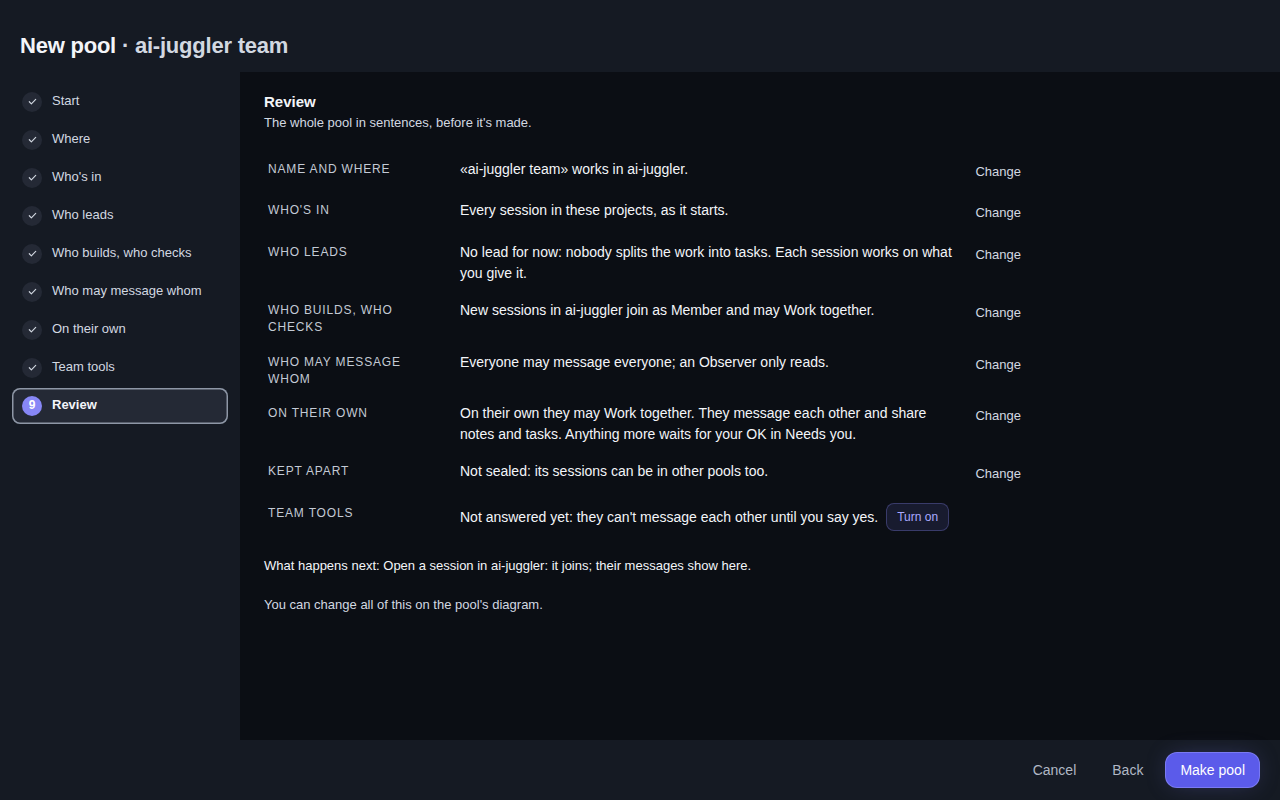 New pool · ai-juggler team
Start
Where
Who's in
Who leads
Who builds, who checks
Who may message whom
On their own
Team tools
9 Review
Review
The whole pool in sentences, before it's made.
NAME AND WHERE
«ai-juggler team» works in ai-juggler.
Change
WHO'S IN
Every session in these projects, as it starts.
Change
WHO LEADS
No lead for now: nobody splits the work into tasks. Each session works on what
you give it.
Change
WHO BUILDS, WHO
CHECKS
New sessions in ai-juggler join as Member and may Work together.
Change
WHO MAY MESSAGE
WHOM
Everyone may message everyone; an Observer only reads.
Change
ON THEIR OWN
On their own they may Work together. They message each other and share
notes and tasks. Anything more waits for your OK in Needs you.
Change
KEPT APART
Not sealed: its sessions can be in other pools too.
Change
TEAM TOOLS
Not answered yet: they can't message each other until you say yes.
Turn on
What happens next: Open a session in ai-juggler: it joins; their messages show here.
You can change all of this on the pool's diagram.
Cancel
Back
Make pool